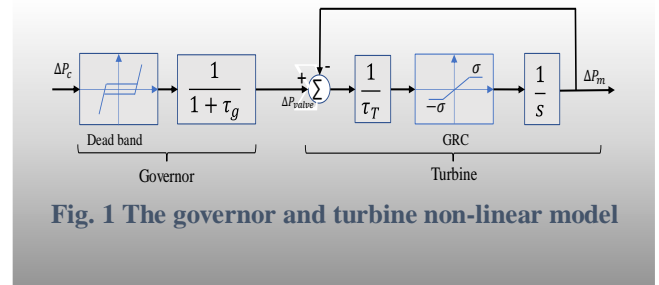 ΔP_c
1
1 + τ_g
Dead band
Governor
ΔP_valve
+
-
Σ
1
τ_T
σ
−σ
GRC
1
s
ΔP_m
Turbine
Fig. 1 The governor and turbine non-linear model